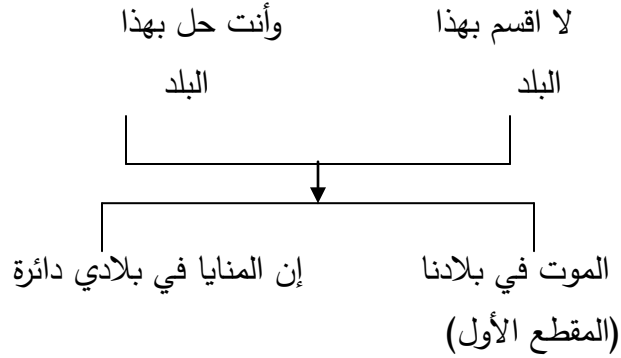 لا اقسم بهذا
البلد
وأنت حل بهذا
البلد
الموت في بلادنا
(المقطع الأول)
إن المنايا في بلادي دائرة